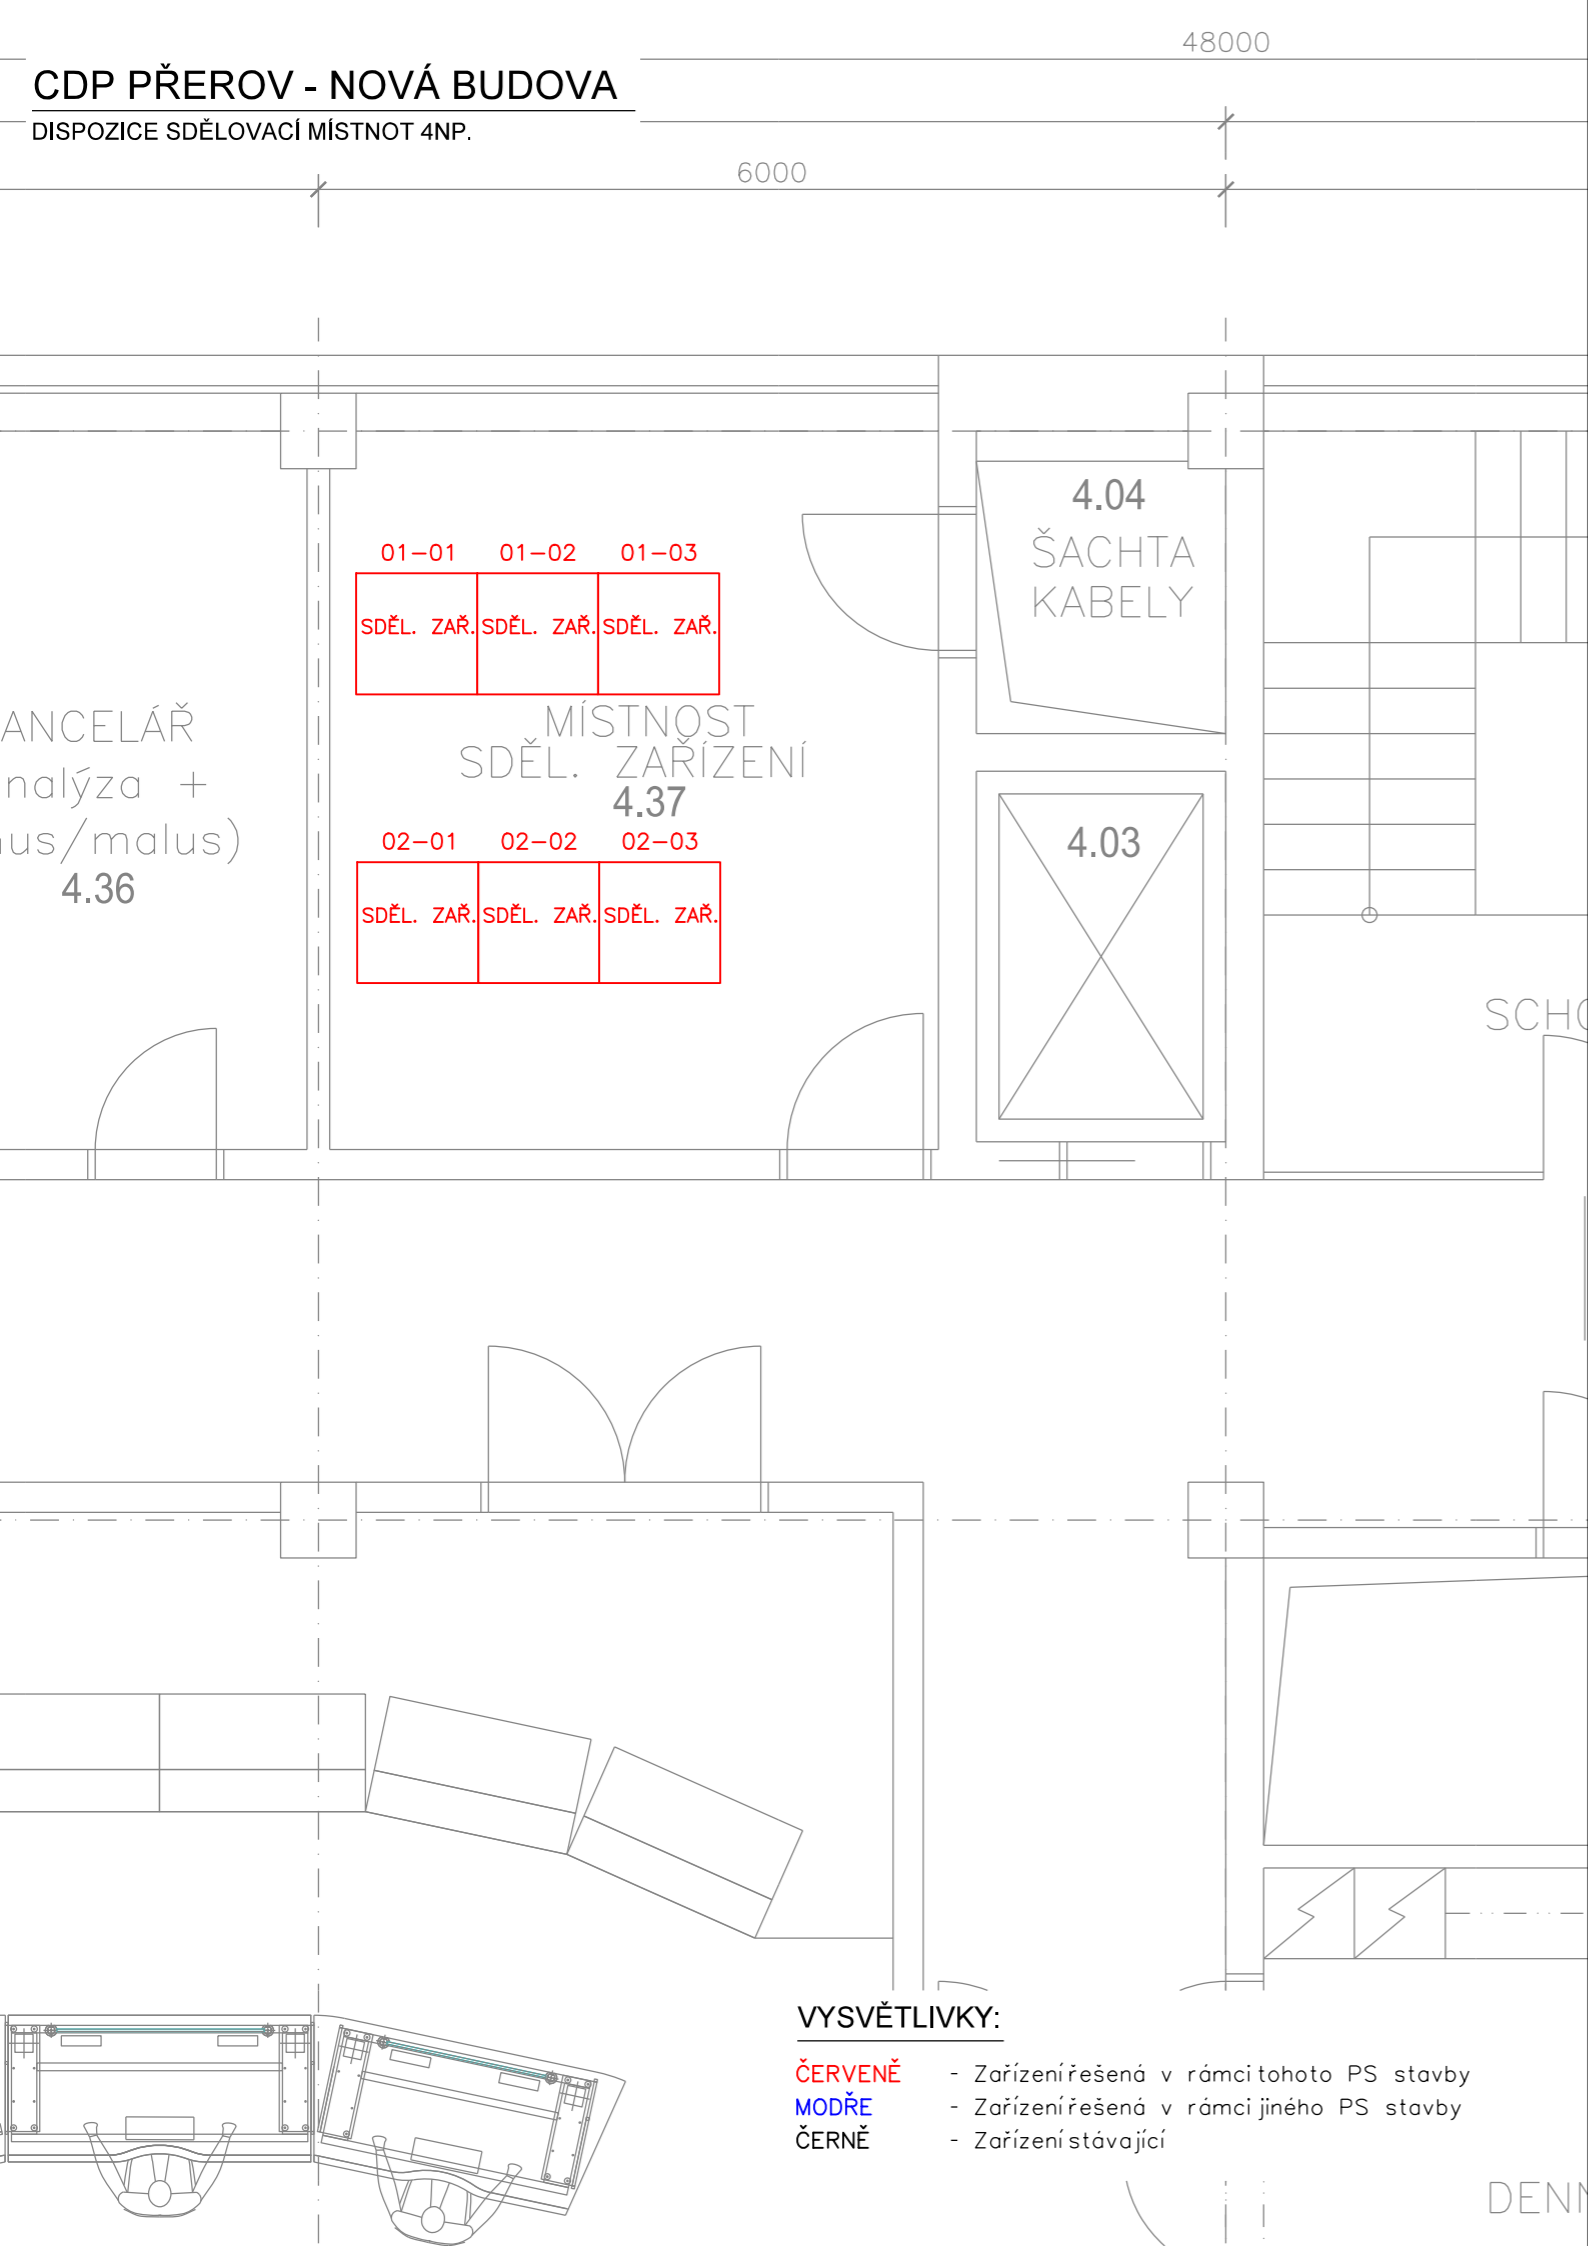 48000
CDP PŘEROV - NOVÁ BUDOVA
DISPOZICE SDĚLOVACÍ MÍSTNOT 4NP.
6000
4.04
ŠACHTA
KABELY
01-01 01-02 01-03
SDĚL. ZAŘ. SDĚL. ZAŘ. SDĚL. ZAŘ.
ANCELÁŘ
nalýza +
nus/malus)
4.36
MÍSTNOST
SDĚL. ZAŘÍZENÍ
4.37
02-01 02-02 02-03
SDĚL. ZAŘ. SDĚL. ZAŘ. SDĚL. ZAŘ.
4.03
SCHO
VYSVĚTLIVKY:
ČERVENĚ - Zařízení řešená v rámci tohoto PS stavby
MODŘE - Zařízení řešená v rámci jiného PS stavby
ČERNĚ - Zařízení stávající
DENN